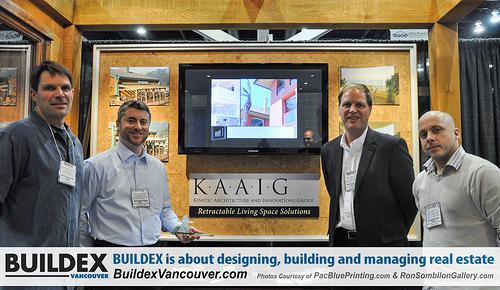 K·A·A·I·G
KINETIC ARCHITECTURE AND INNOVATIONS GROUP
Retractable Living Space Solutions
BUILDEX
VANCOUVER
BUILDEX is about designing, building and managing real estate
BuildexVancouver.com
Photos Courtesy of PacBluePrinting.com & RonSombilonGallery.com